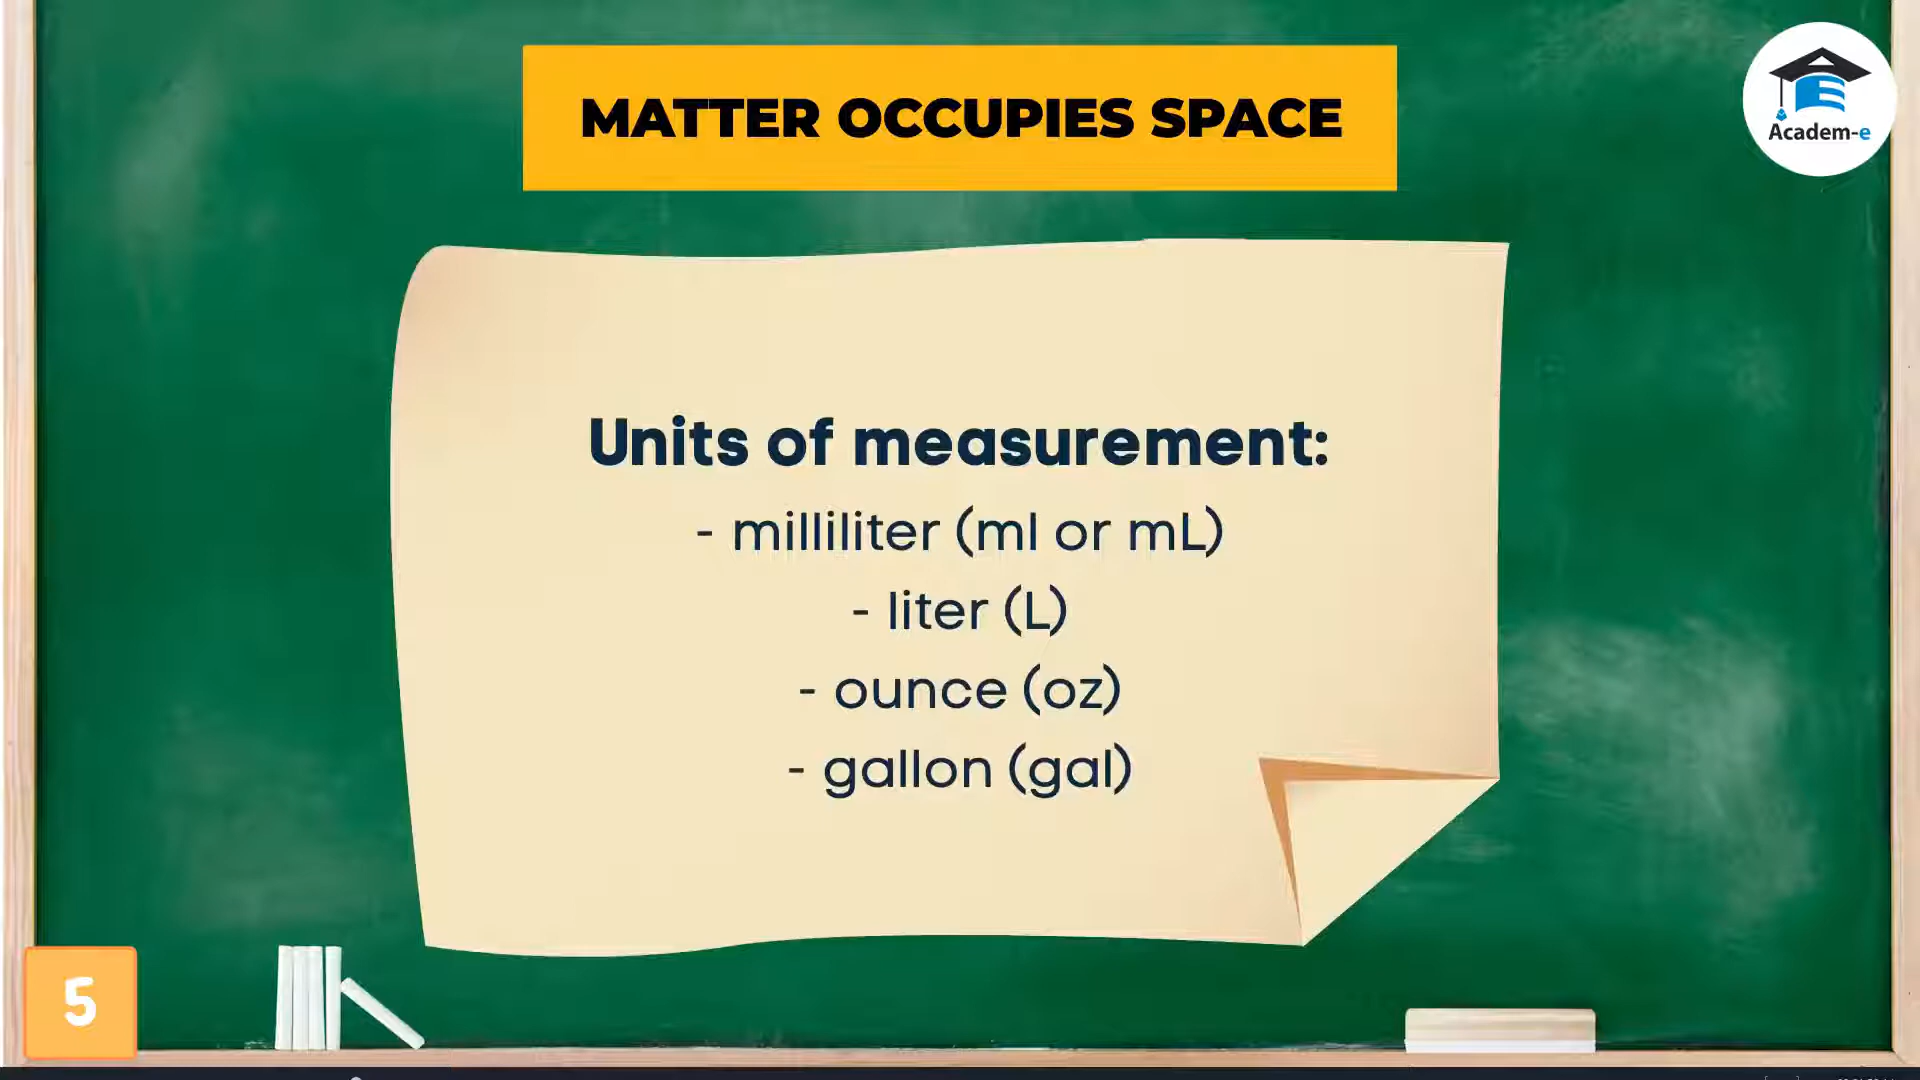 MATTER OCCUPIES SPACE
Academ-e
Units of measurement:
- milliliter (ml or mL)
- liter (L)
- ounce (oz)
- gallon (gal)
5